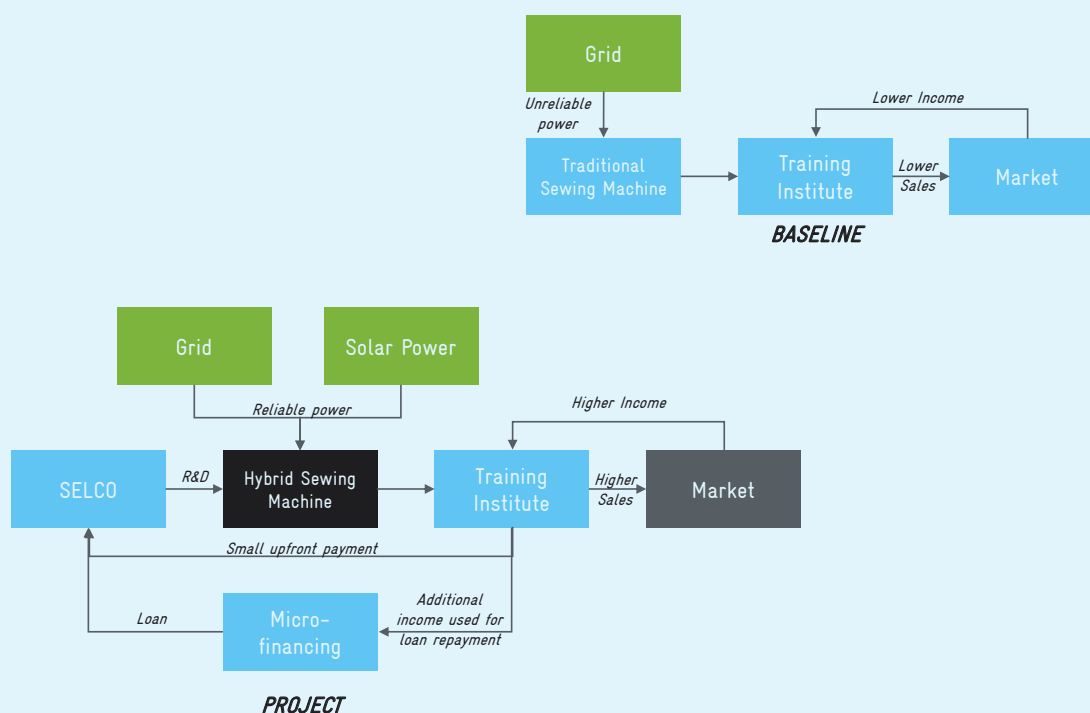 Grid
Unreliable
power
Lower Income
Traditional
Sewing Machine
Training
Institute
Lower
Sales
Market
BASELINE
Grid
Solar Power
Reliable power
Higher Income
SELCO
R&D
Hybrid Sewing
Machine
Training
Institute
Higher
Sales
Market
Small upfront payment
Loan
Micro-
financing
Additional
income used for
loan repayment
PROJECT